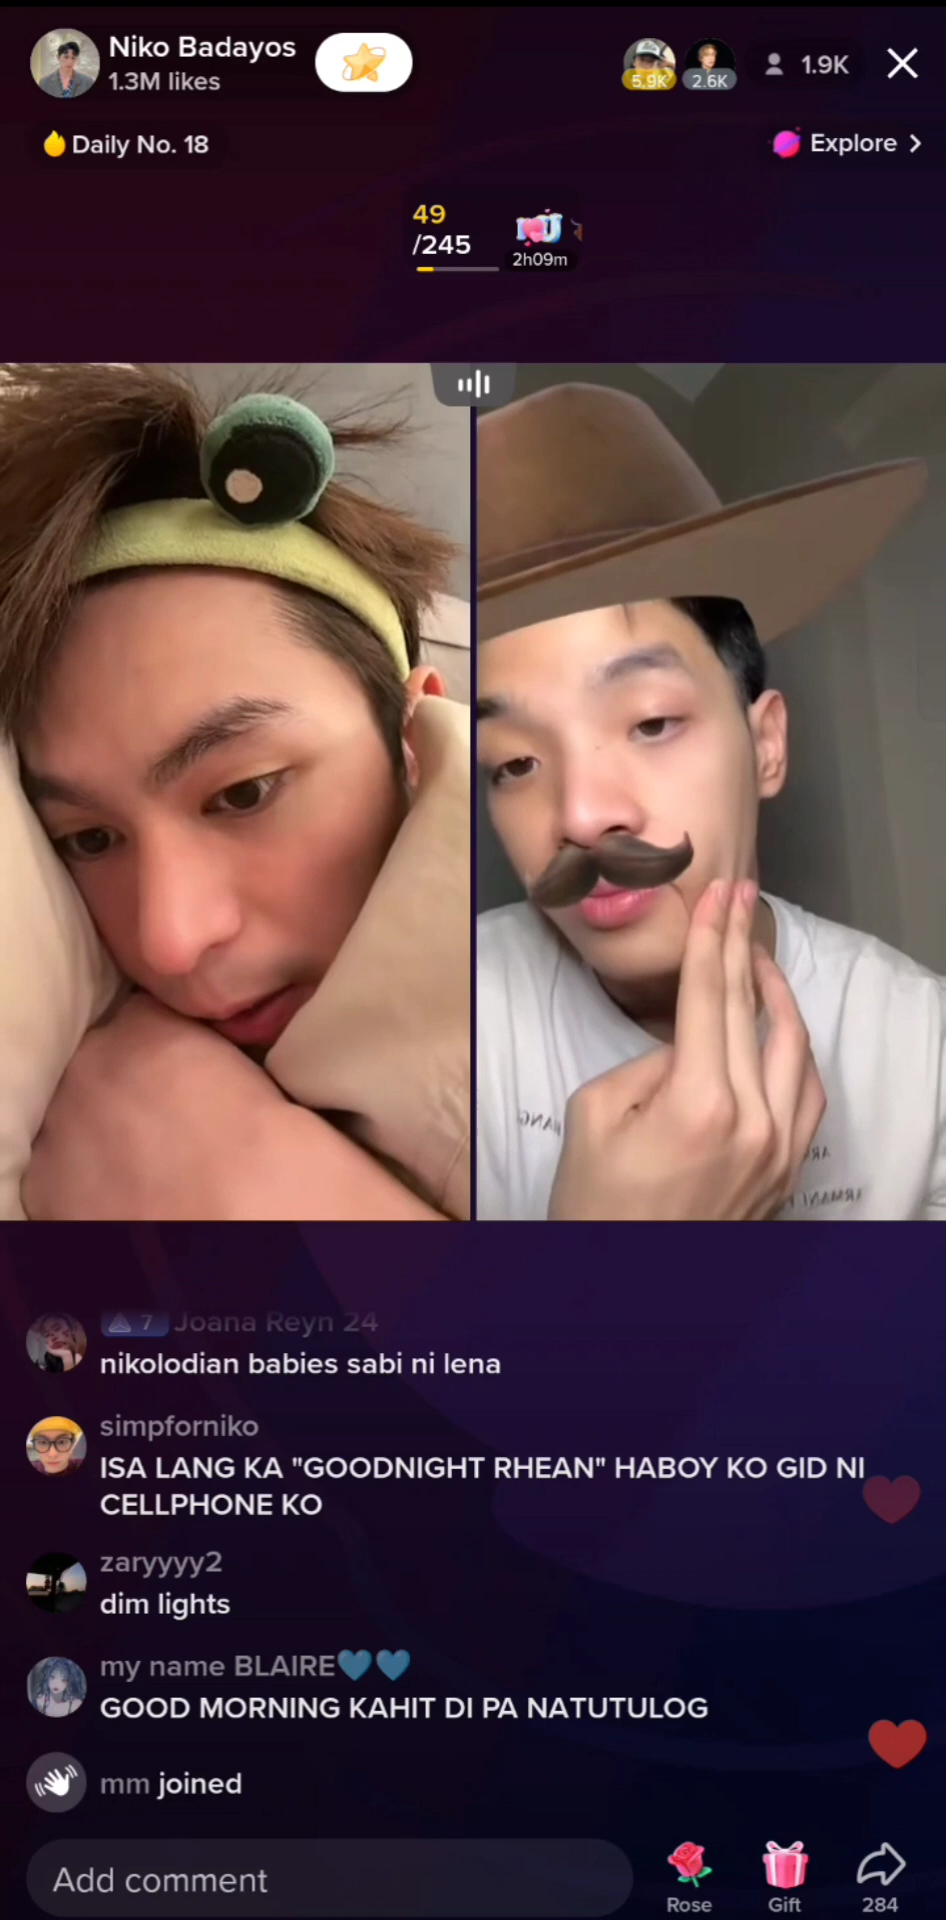 Niko Badayos
1.3M likes
5.9K
2.6K
1.9K
Daily No. 18
Explore
49
/245
2h09m
7 Joana Reyn 24
nikolodian babies sabi ni lena
simpforniko
ISA LANG KA "GOODNIGHT RHEAN" HABOY KO GID NI
CELLPHONE KO
zaryyyy2
dim lights
my name BLAIRE💙💙
GOOD MORNING KAHIT DI PA NATUTULOG
mm joined
Add comment
Rose
Gift
284